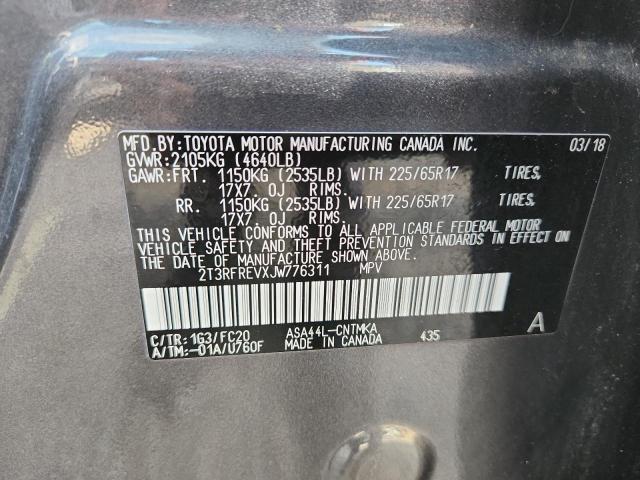 MFD.BY:TOYOTA MOTOR MANUFACTURING CANADA INC. 03/18
GVWR:2105KG (4640LB)
GAWR:FRT. 1150KG (2535LB) WITH 225/65R17 TIRES,
17X7 OJ RIMS.
RR. 1150KG (2535LB) WITH 225/65R17 TIRES,
17X7 OJ RIMS.
THIS VEHICLE CONFORMS TO ALL APPLICABLE FEDERAL MOTOR
VEHICLE SAFETY AND THEFT PREVENTION STANDARDS IN EFFECT ON
THE DATE OF MANUFACTURE SHOWN ABOVE.
2T3RFREVXJW776311 MPV
C/TR:1G3/FC20 ASA44L-CNTMKA A
A/TM:-01A/U760F MADE IN CANADA 435